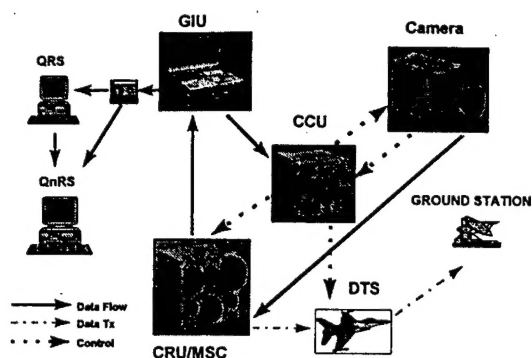 GIU
Camera
QRS
CCU
QnRS
GROUND STATION
DTS
Data Flow
Data Tx
Control
CRU/MSC